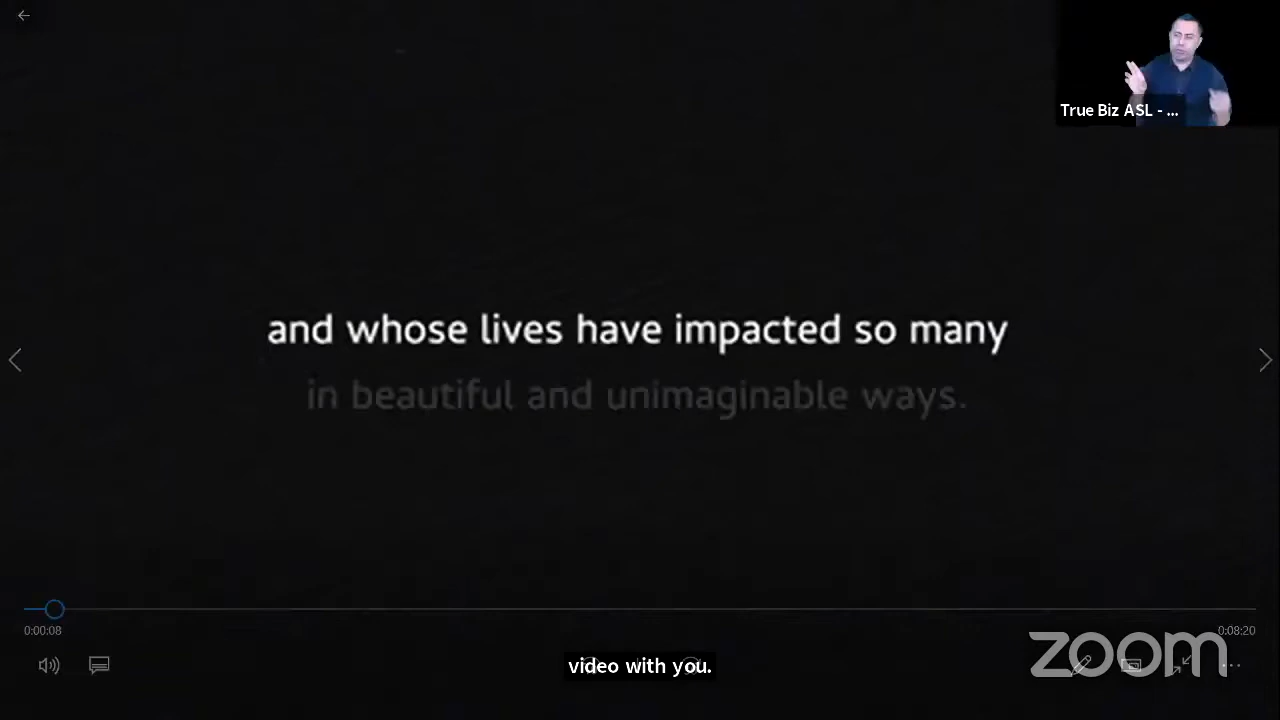 True Biz ASL - ...
and whose lives have impacted so many
in beautiful and unimaginable ways.
0:00:08
0:08:20
video with you.
zoom